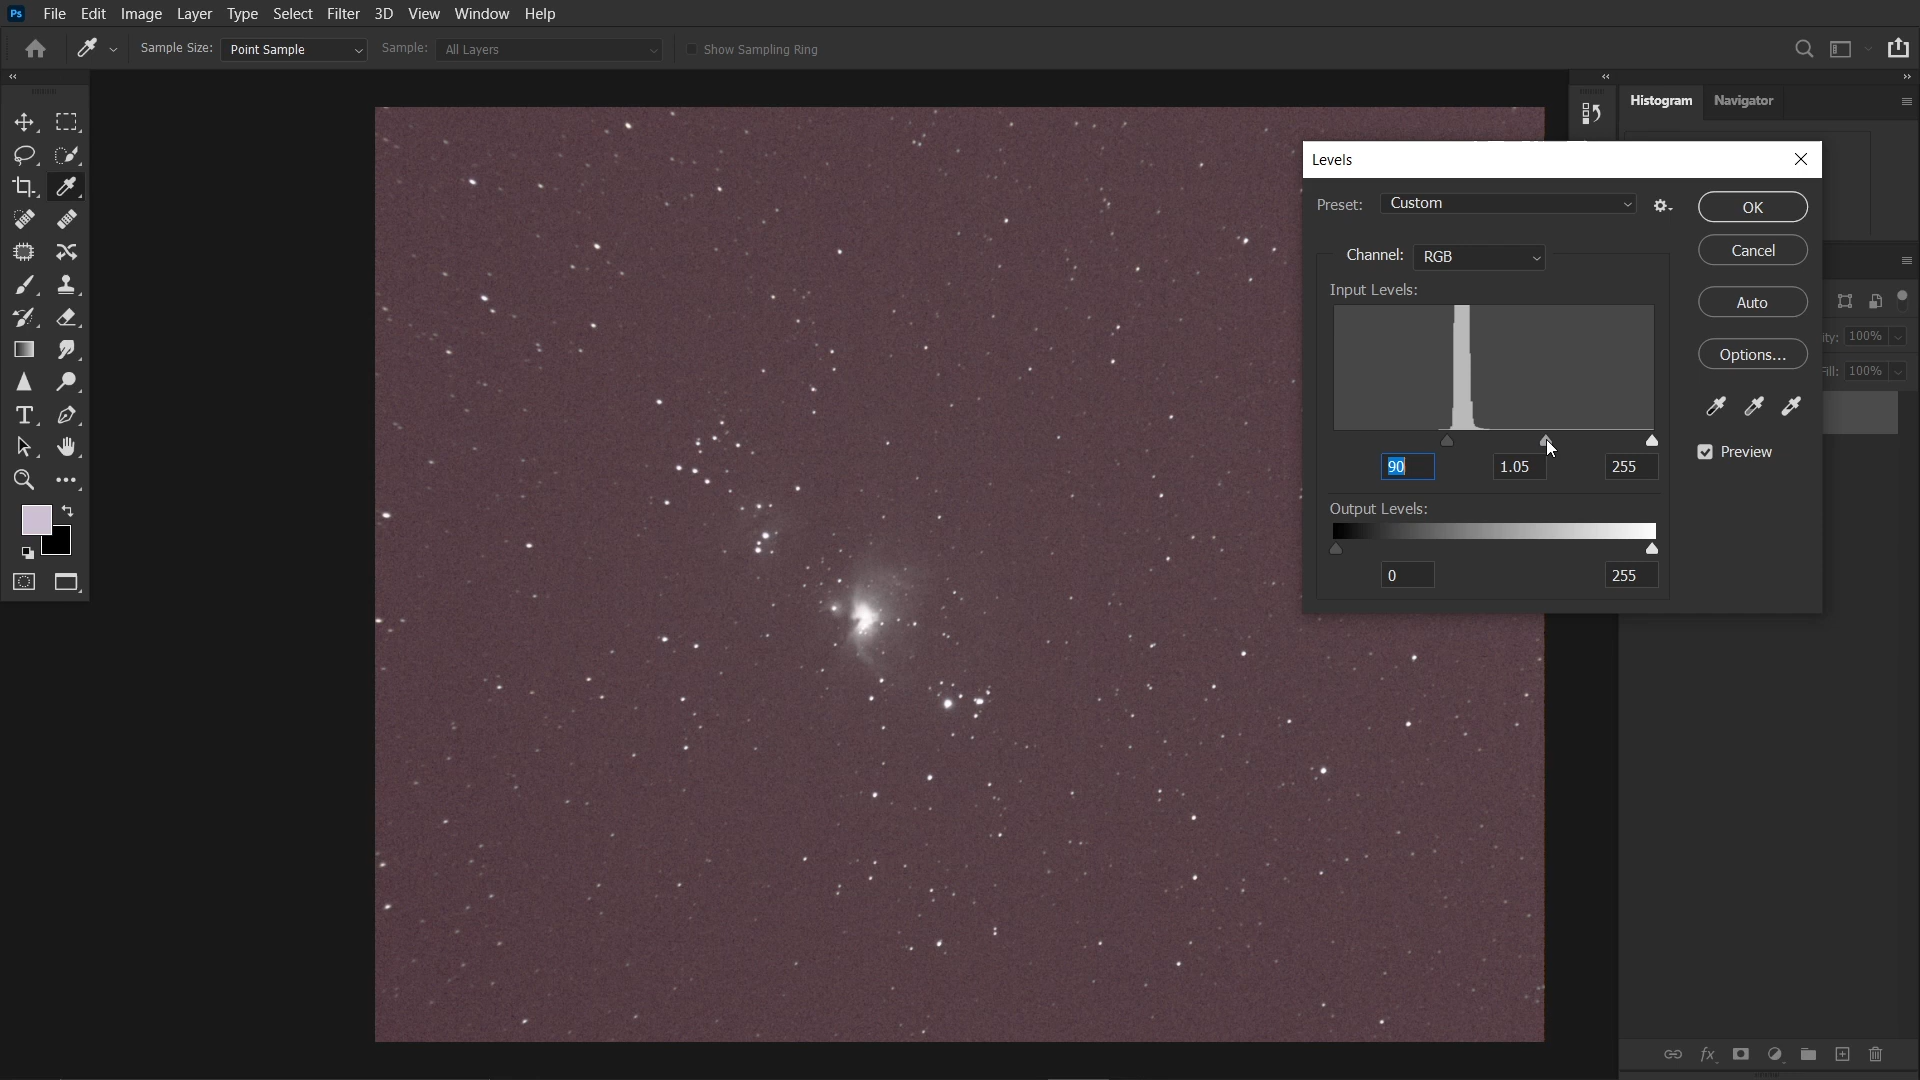 Ps File Edit Image Layer Type Select Filter 3D View Window Help
Sample Size: Point Sample Sample: All Layers Show Sampling Ring
Histogram Navigator
Levels
Preset: Custom OK
Cancel
Channel: RGB
Input Levels:
Auto
100%
Options...
Fill: 100%
Preview
90 1.05 255
Output Levels:
0 255
fx